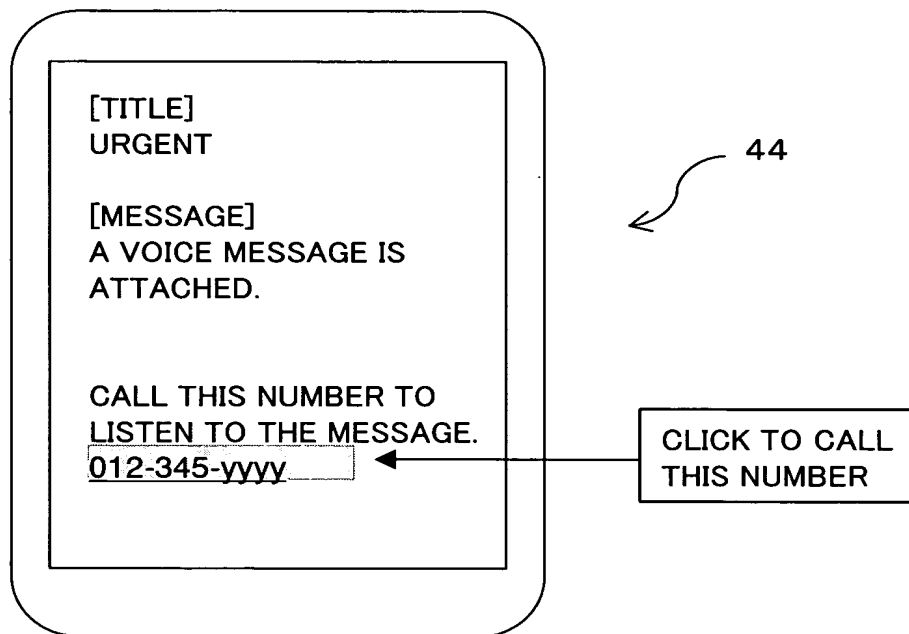 [TITLE]
URGENT
[MESSAGE]
A VOICE MESSAGE IS
ATTACHED.
CALL THIS NUMBER TO
LISTEN TO THE MESSAGE.
012-345-yyyy
44
CLICK TO CALL
THIS NUMBER